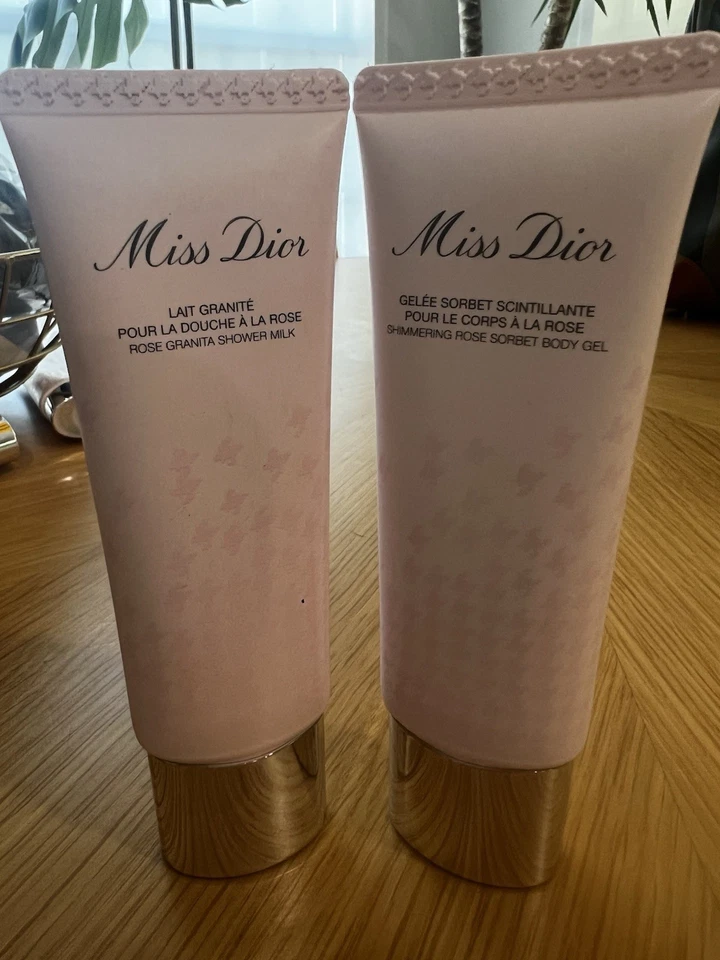 Miss Dior
LAIT GRANITÉ
POUR LA DOUCHE À LA ROSE
ROSE GRANITA SHOWER MILK
Miss Dior
GELÉE SORBET SCINTILLANTE
POUR LE CORPS À LA ROSE
SHIMMERING ROSE SORBET BODY GEL